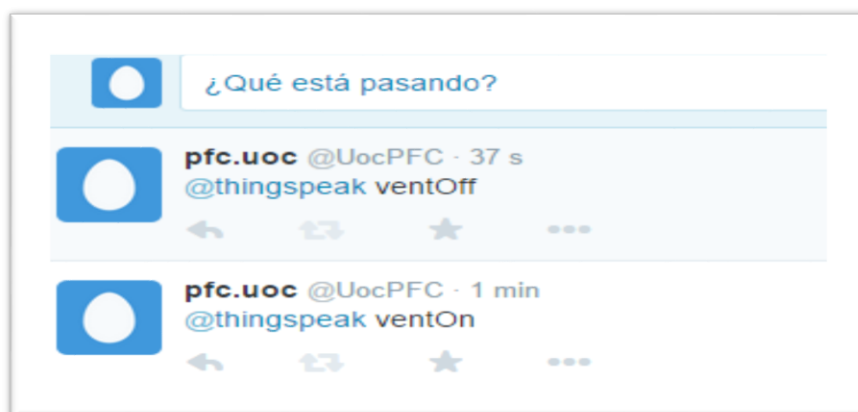 ¿Qué está pasando?
pfc.uoc @UocPFC · 37 s
@thingspeak ventOff
pfc.uoc @UocPFC · 1 min
@thingspeak ventOn